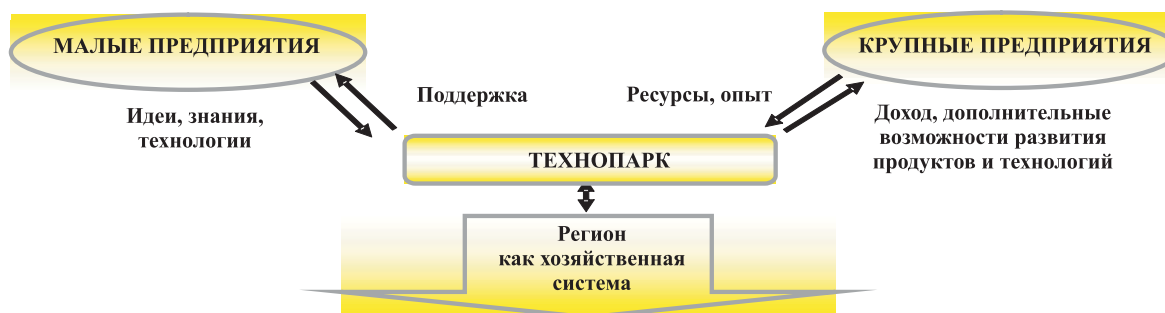 МАЛЫЕ ПРЕДПРИЯТИЯ
КРУПНЫЕ ПРЕДПРИЯТИЯ
Идеи, знания,
технологии
Поддержка
Ресурсы, опыт
Доход, дополнительные
возможности развития
продуктов и технологий
ТЕХНОПАРК
Регион
как хозяйственная
система